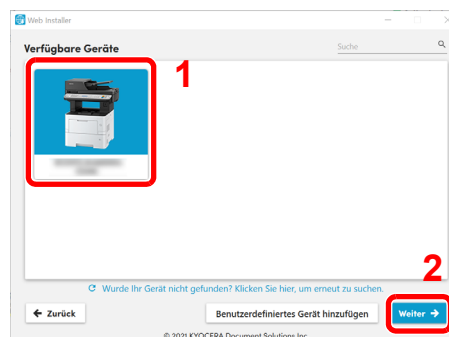 Web Installer
Verfügbare Geräte
Suche
1
2
Wurde Ihr Gerät nicht gefunden? Klicken Sie hier, um erneut zu suchen.
Zurück
Benutzerdefiniertes Gerät hinzufügen
Weiter
© 2021 KYOCERA Document Solutions Inc.